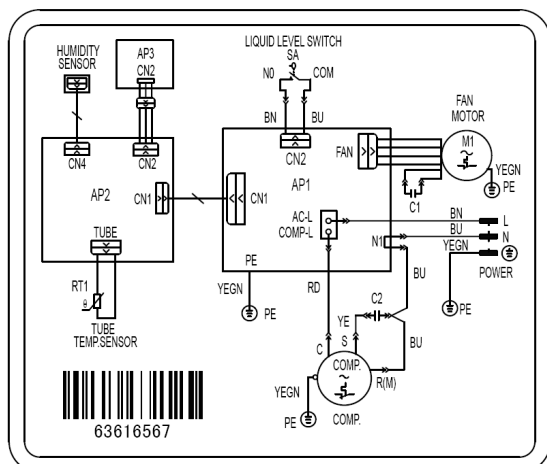 HUMIDITY
SENSOR
AP3
CN2
LIQUID LEVEL SWITCH
SA
NO
COM
BN
BU
FAN
MOTOR
M1
YEGN
PE
CN4
CN2
AP2
CN1
CN1
CN2
FAN
AP1
C1
AC-L
COMP-L
N1
BN
BU
YEGN
L
N
POWER
TUBE
RT1
θ
TUBE
TEMP.SENSOR
PE
YEGN
PE
RD
BU
PE
C2
YE
BU
C
S
R(M)
COMP.
YEGN
PE
COMP.
63616567